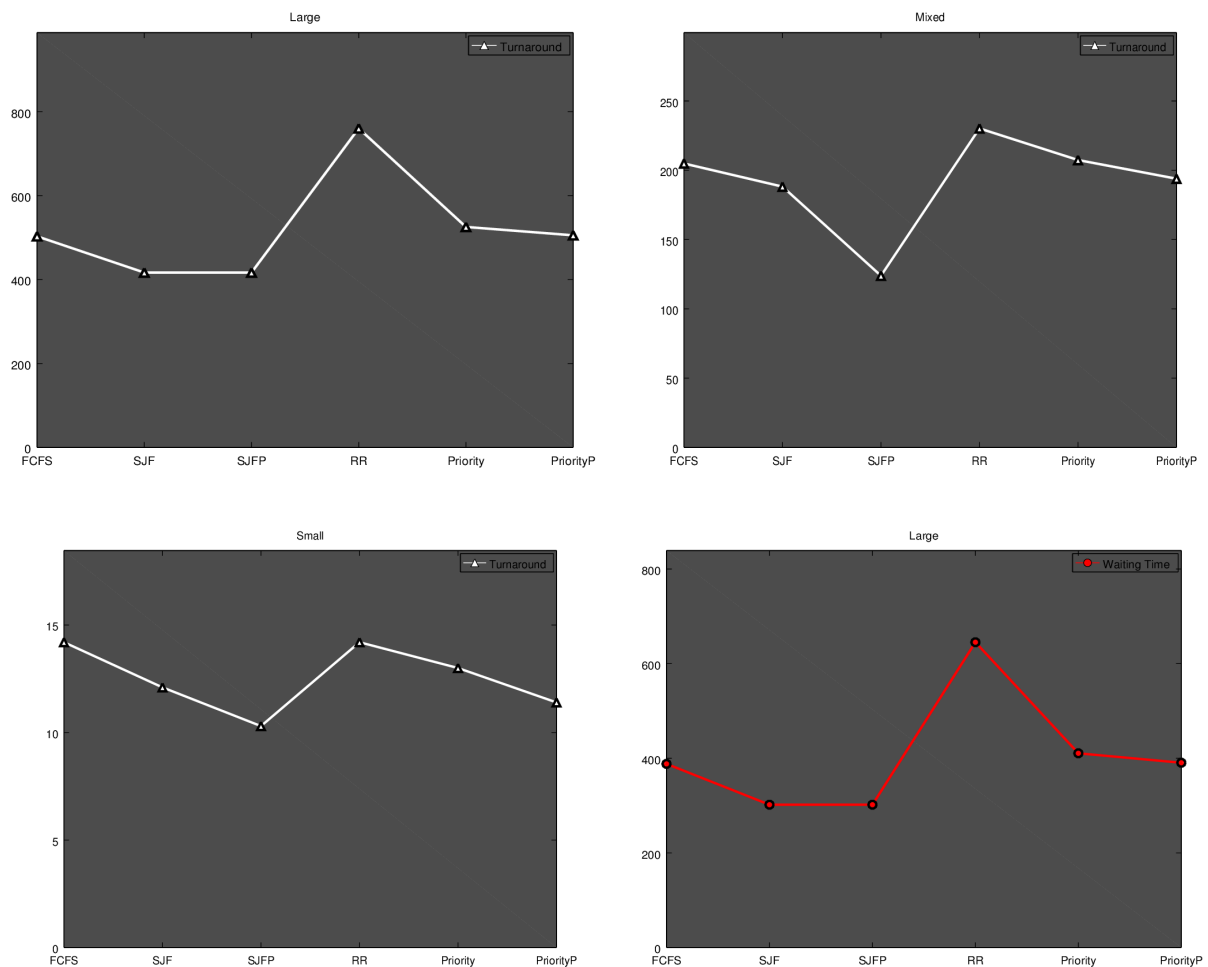 Large
Turnaround
800
600
400
200
0
FCFS SJF SJFP RR Priority PriorityP
Mixed
Turnaround
250
200
150
100
50
0
FCFS SJF SJFP RR Priority PriorityP
Small
Turnaround
15
10
5
0
FCFS SJF SJFP RR Priority PriorityP
Large
Waiting Time
800
600
400
200
0
FCFS SJF SJFP RR Priority PriorityP